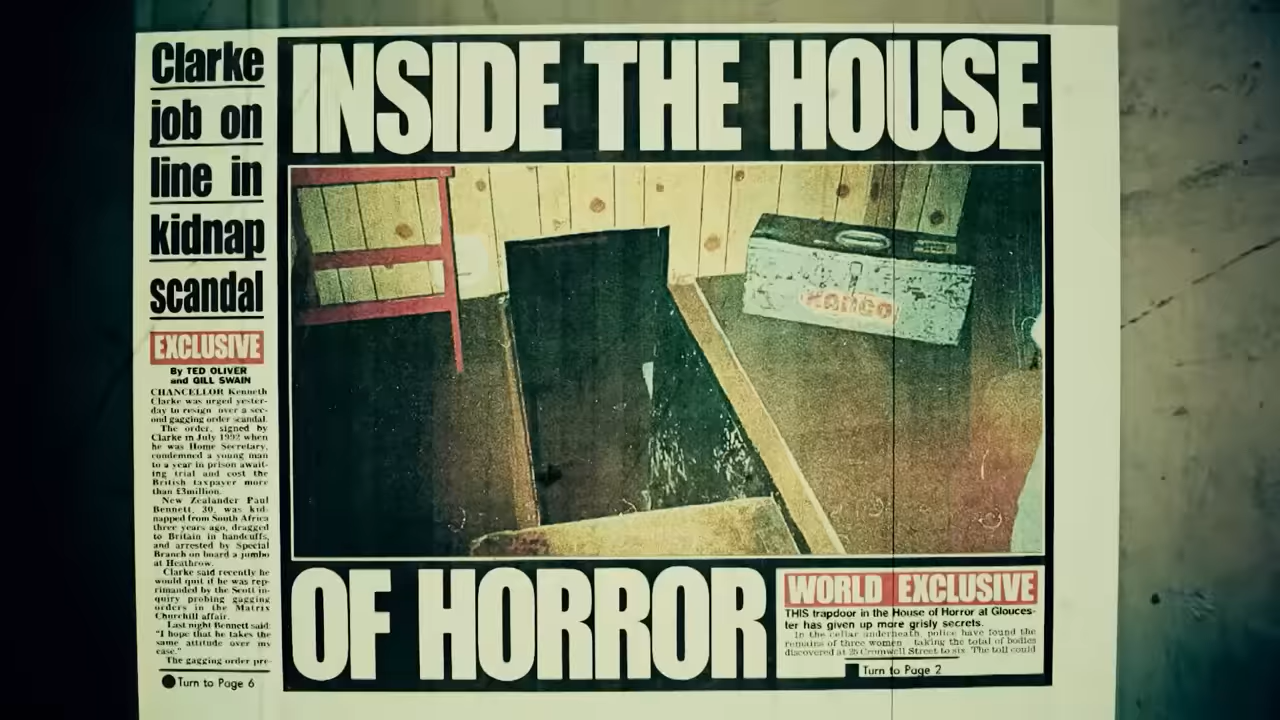 Clarke
job on
line in
kidnap
scandal
EXCLUSIVE
By TED OLIVER
and GILL SWAIN
CHANCELLOR Kenneth
Clarke was urged yester-
day to resign over a sec-
ond gagging order scandal.
The order, signed by
Clarke in July 1992 when
he was Home Secretary,
condemned a young man
to a year in prison await-
ing trial and cost the
British taxpayer more
than £3million.
New Zealander Paul
Bennett, 30, was kid-
napped from South Africa
three years ago, dragged
to Britain in handcuffs,
and arrested by Special
Branch on board a jumbo
at Heathrow.
Clarke said recently he
would quit if he was rep-
rimanded by the Scott in-
quiry probing gagging
orders in the Matrix
Churchill affair.
Last night Bennett said:
"I hope that he takes the
same attitude over my
case."
The gagging order pre-
Turn to Page 6
INSIDE THE HOUSE
OF HORROR
WORLD EXCLUSIVE
THIS trapdoor in the House of Horror at Glouces-
ter has given up more grisly secrets.
In the cellar underneath, police have found the
remains of three women taking the total of bodies
discovered at 25 Cromwell Street to six. The toll could
Turn to Page 2